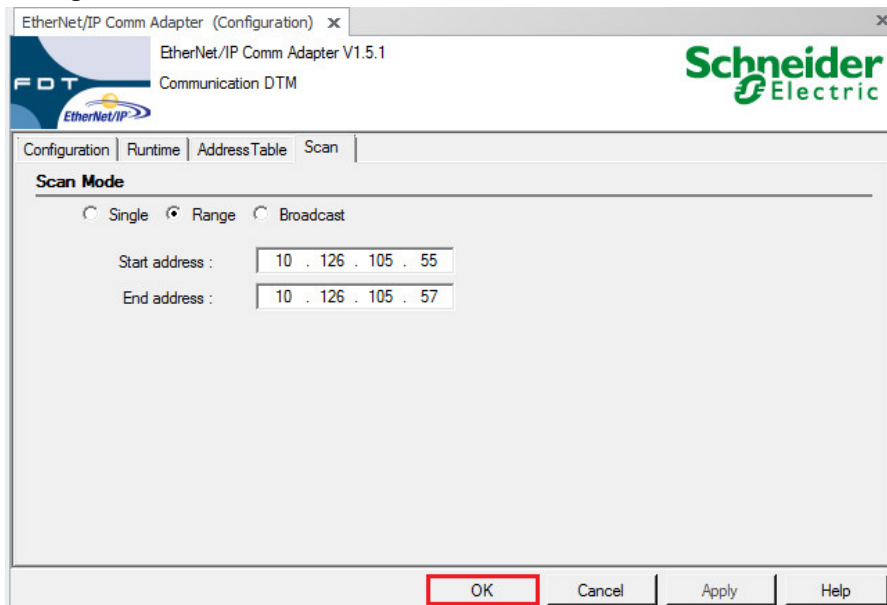 EtherNet/IP Comm Adapter (Configuration) x
EtherNet/IP Comm Adapter V1.5.1
Communication DTM
FDT
EtherNet/IP
Schneider
Electric
Configuration Runtime AddressTable Scan
Scan Mode
Single Range Broadcast
Start address : 10 . 126 . 105 . 55
End address : 10 . 126 . 105 . 57
OK Cancel Apply Help